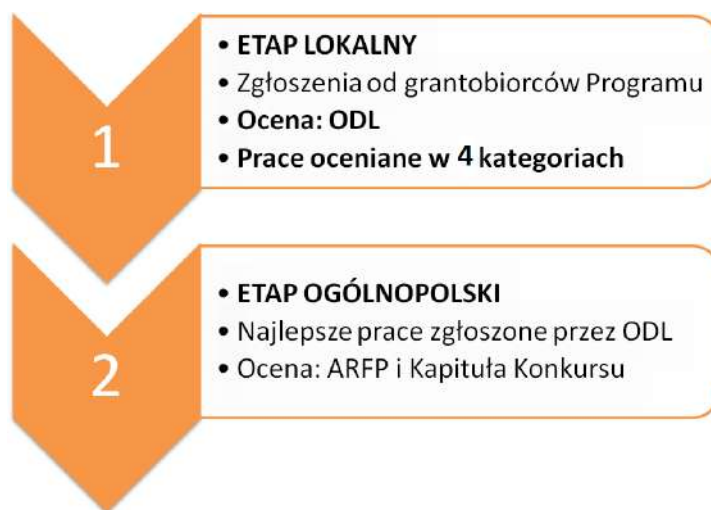 1
• ETAP LOKALNY
• Zgłoszenia od grantobiorców Programu
• Ocena: ODL
• Prace oceniane w 4 kategoriach
2
• ETAP OGÓLNOPOLSKI
• Najlepsze prace zgłoszone przez ODL
• Ocena: ARFP i Kapituła Konkursu